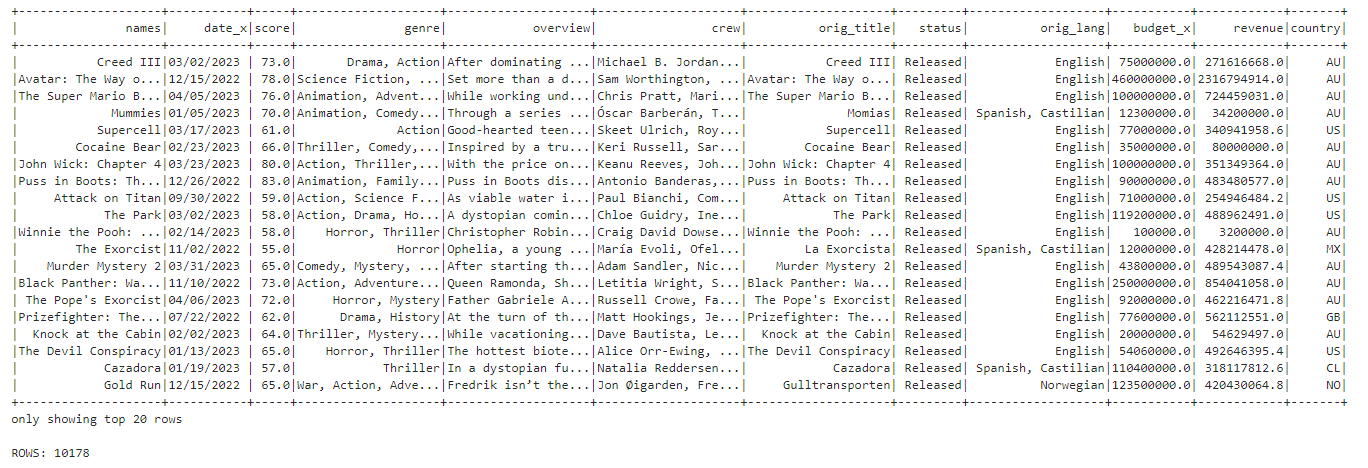 +--------------------+-----------+-----+--------------------+--------------------+--------------------+--------------------+---------+------------------+-----------+-------------+-------+
|               names|     date_x|score|               genre|            overview|                crew|          orig_title|   status|         orig_lang|   budget_x|      revenue|country|
+--------------------+-----------+-----+--------------------+--------------------+--------------------+--------------------+---------+------------------+-----------+-------------+-------+
|           Creed III|03/02/2023 | 73.0|       Drama, Action|After dominating ...|Michael B. Jordan...|           Creed III| Released|           English| 75000000.0|  271616668.0|     AU|
|Avatar: The Way o...|12/15/2022 | 78.0|Science Fiction, ...|Set more than a d...|Sam Worthington, ...|Avatar: The Way o...| Released|           English|460000000.0| 2316794914.0|     AU|
|The Super Mario B...|04/05/2023 | 76.0|Animation, Advent...|While working und...|Chris Pratt, Mari...|The Super Mario B...| Released|           English|100000000.0|  724459031.0|     AU|
|             Mummies|01/05/2023 | 70.0|Animation, Comedy...|Through a series ...|Óscar Barberán, T...|              Momias| Released|Spanish, Castilian| 12300000.0|   34200000.0|     AU|
|           Supercell|03/17/2023 | 61.0|              Action|Good-hearted teen...|Skeet Ulrich, Roy...|           Supercell| Released|           English| 77000000.0|  340941958.6|     US|
|        Cocaine Bear|02/23/2023 | 66.0|Thriller, Comedy,...|Inspired by a tru...|Keri Russell, Sar...|        Cocaine Bear| Released|           English| 35000000.0|   80000000.0|     AU|
|John Wick: Chapter 4|03/23/2023 | 80.0|Action, Thriller,...|With the price on...|Keanu Reeves, Joh...|John Wick: Chapter 4| Released|           English|100000000.0|  351349364.0|     AU|
|Puss in Boots: Th...|12/26/2022 | 83.0|Animation, Family...|Puss in Boots dis...|Antonio Banderas,...|Puss in Boots: Th...| Released|           English| 90000000.0|  483480577.0|     AU|
|     Attack on Titan|09/30/2022 | 59.0|Action, Science F...|As viable water i...|Paul Bianchi, Com...|     Attack on Titan| Released|           English| 71000000.0|  254946484.2|     US|
|            The Park|03/02/2023 | 58.0|Action, Drama, Ho...|A dystopian comin...|Chloe Guidry, Ine...|            The Park| Released|           English|119200000.0|  488962491.0|     US|
|Winnie the Pooh: ...|02/14/2023 | 58.0|    Horror, Thriller|Christopher Robin...|Craig David Dowse...|Winnie the Pooh: ...| Released|           English|   100000.0|    3200000.0|     AU|
|        The Exorcist|11/02/2022 | 55.0|              Horror|Ophelia, a young ...|María Evoli, Ofel...|         La Exorcista| Released|Spanish, Castilian| 12000000.0|  428214478.0|     MX|
|    Murder Mystery 2|03/31/2023 | 65.0|Comedy, Mystery, ...|After starting th...|Adam Sandler, Nic...|    Murder Mystery 2| Released|           English| 43800000.0|  489543087.4|     AU|
|Black Panther: Wa...|11/10/2022 | 73.0|Action, Adventure...|Queen Ramonda, Sh...|Letitia Wright, S...|Black Panther: Wa...| Released|           English|250000000.0|  854041058.0|     AU|
| The Pope's Exorcist|04/06/2023 | 72.0|     Horror, Mystery|Father Gabriele A...|Russell Crowe, Fa...| The Pope's Exorcist| Released|           English| 92000000.0|  462216471.8|     AU|
|Prizefighter: The...|07/22/2022 | 62.0|      Drama, History|At the turn of th...|Matt Hookings, Je...|Prizefighter: The...| Released|           English| 77600000.0|  562112551.0|     GB|
|  Knock at the Cabin|02/02/2023 | 64.0|Thriller, Mystery...|While vacationing...|Dave Bautista, Le...|  Knock at the Cabin| Released|           English| 20000000.0|   54629497.0|     AU|
|The Devil Conspiracy|01/13/2023 | 65.0|    Horror, Thriller|The hottest biote...|Alice Orr-Ewing, ...|The Devil Conspiracy| Released|           English| 54060000.0|  492646395.4|     US|
|            Cazadora|01/19/2023 | 57.0|            Thriller|In a dystopian fu...|Natalia Reddersen...|            Cazadora| Released|Spanish, Castilian|110400000.0|  318117812.6|     CL|
|            Gold Run|12/15/2022 | 65.0|War, Action, Adve...|Fredrik isn’t the...|Jon Øigarden, Fre...|     Gulltransporten| Released|         Norwegian|123500000.0|  420430064.8|     NO|
+--------------------+-----------+-----+--------------------+--------------------+--------------------+--------------------+---------+------------------+-----------+-------------+-------+
only showing top 20 rows
ROWS: 10178